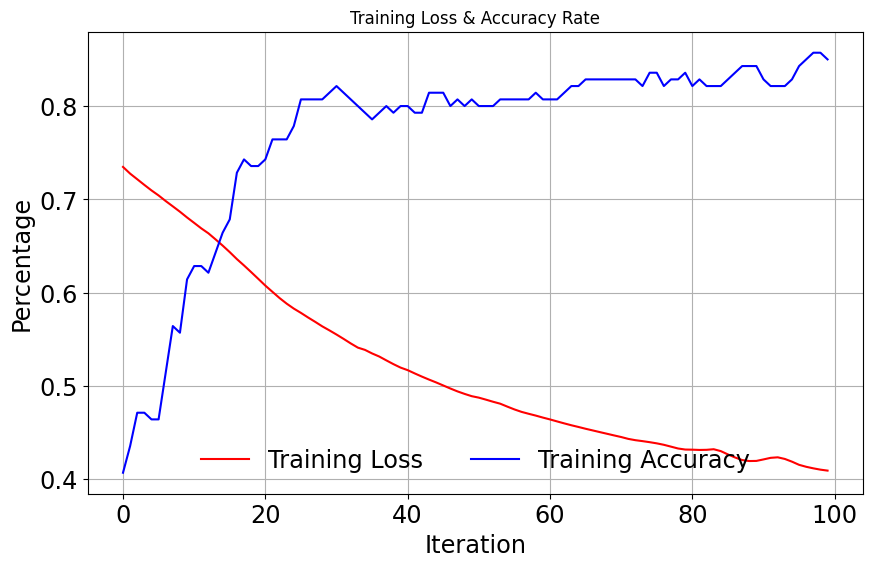 Training Loss & Accuracy Rate
Percentage
0.8
0.7
0.6
0.5
0.4
Training Loss
Training Accuracy
0 20 40 60 80 100
Iteration